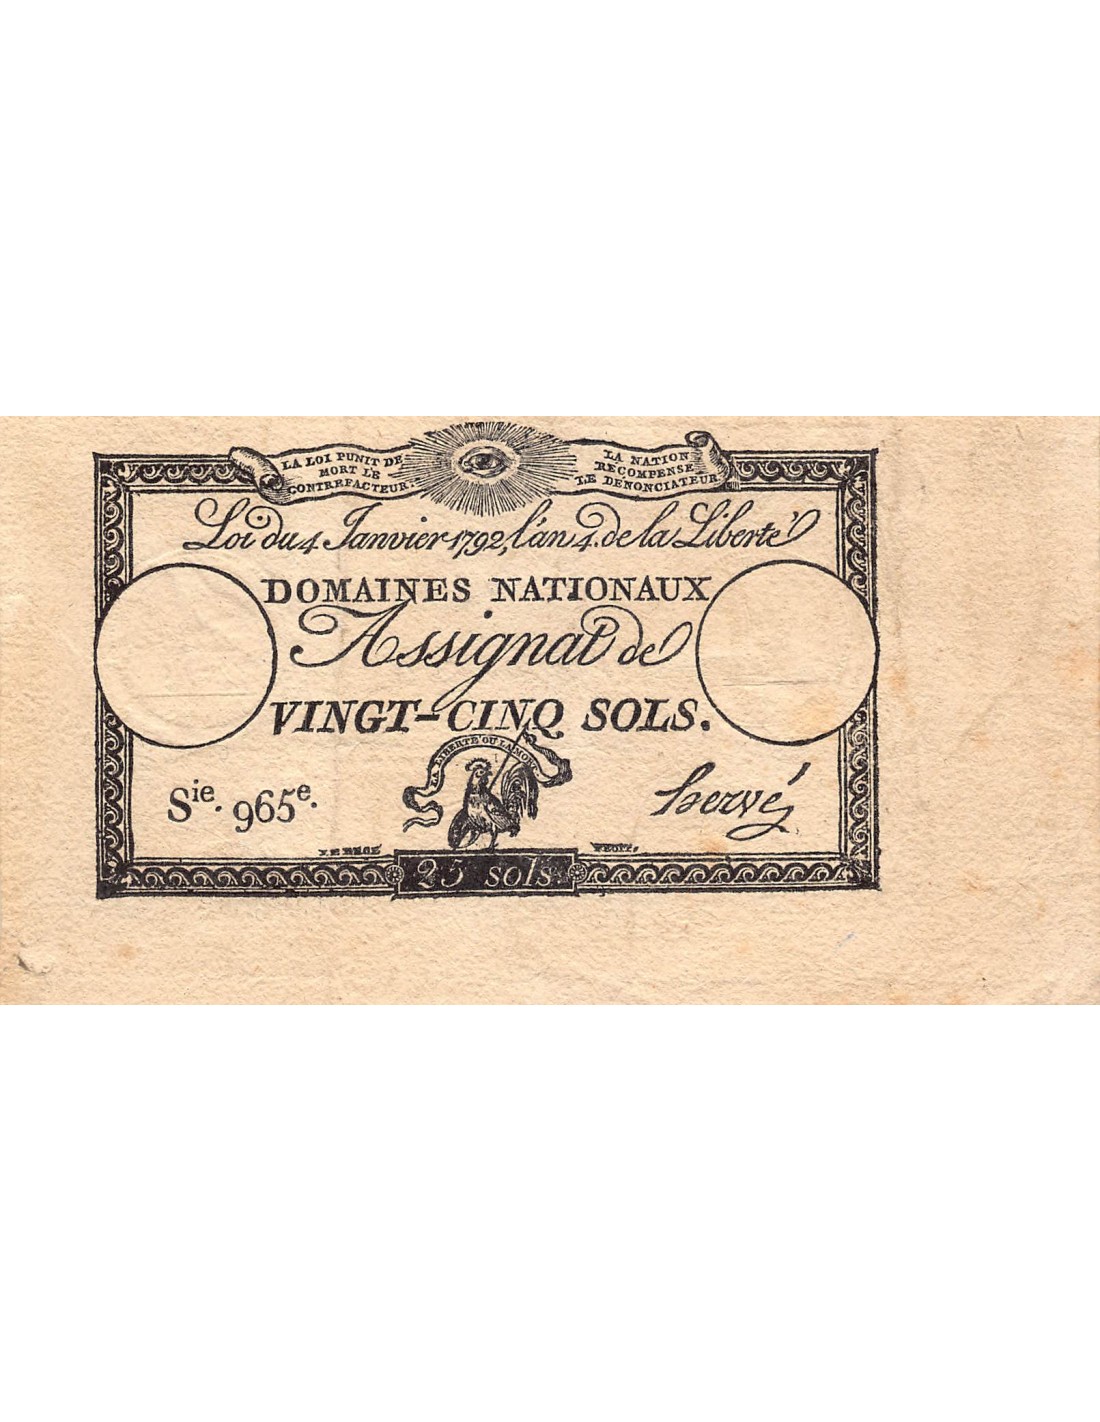 LA LOI PUNIT DE
MORT LE
CONTREFACTEUR.
LA NATION
RECOMPENSE
LE DENONCIATEUR
Loi du 4 Janvier 1792, l'an 4. de la Liberté
DOMAINES NATIONAUX
Assignat de
VINGT-CINQ SOLS.
LA LIBERTÉ OU LA MORT
Sie. 965e.
Hervé
25 sols.